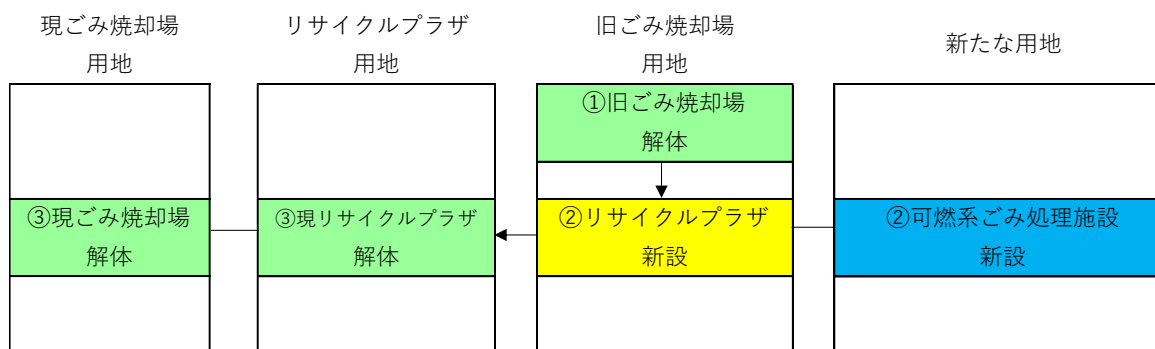 現ごみ焼却場
用地
リサイクルプラザ
用地
旧ごみ焼却場
用地
新たな用地
①旧ごみ焼却場
解体
③現ごみ焼却場
解体
③現リサイクルプラザ
解体
②リサイクルプラザ
新設
②可燃系ごみ処理施設
新設